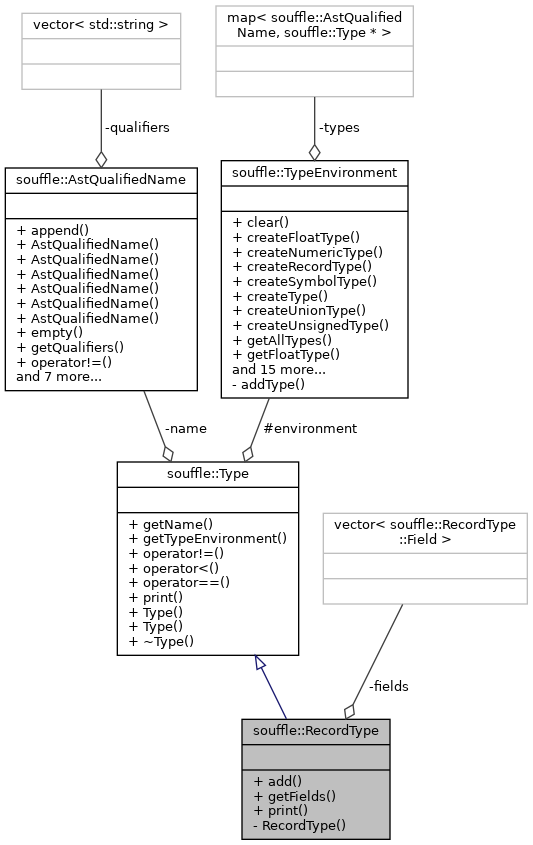 vector< std::string >
map< souffle::AstQualified
Name, souffle::Type * >
-qualifiers
-types
souffle::AstQualifiedName
+ append()
+ AstQualifiedName()
+ AstQualifiedName()
+ AstQualifiedName()
+ AstQualifiedName()
+ AstQualifiedName()
+ AstQualifiedName()
+ empty()
+ getQualifiers()
+ operator!=()
and 7 more...
souffle::TypeEnvironment
+ clear()
+ createFloatType()
+ createNumericType()
+ createRecordType()
+ createSymbolType()
+ createType()
+ createUnionType()
+ createUnsignedType()
+ getAllTypes()
+ getFloatType()
and 15 more...
- addType()
-name
#environment
souffle::Type
+ getName()
+ getTypeEnvironment()
+ operator!=()
+ operator<()
+ operator==()
+ print()
+ Type()
+ Type()
+ ~Type()
vector< souffle::RecordType
::Field >
-fields
souffle::RecordType
+ add()
+ getFields()
+ print()
- RecordType()